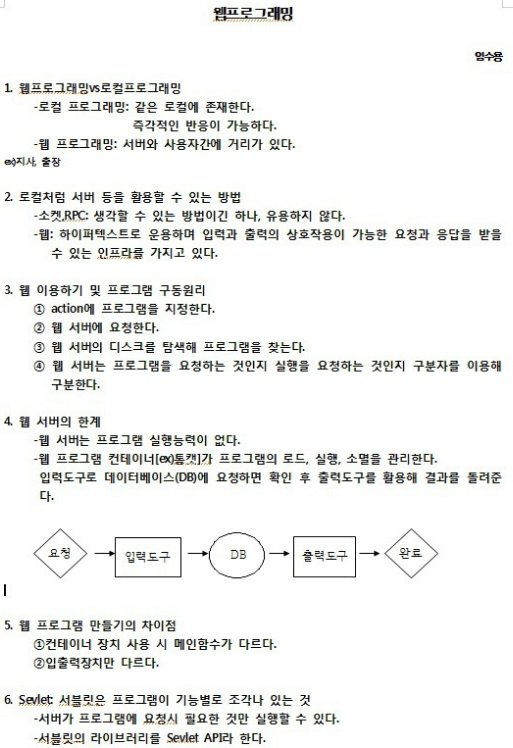 웹프로그래밍
임수용
1. 웹프로그래밍vs로컬프로그래밍
-로컬 프로그래밍: 같은 로컬에 존재한다.
즉각적인 반응이 가능하다.
-웹 프로그래밍: 서버와 사용자간에 거리가 있다.
ex)지사, 출장
2. 로컬처럼 서버 등을 활용할 수 있는 방법
-소켓,RPC: 생각할 수 있는 방법이긴 하나, 유용하지 않다.
-웹: 하이퍼텍스트로 운용하며 입력과 출력의 상호작용이 가능한 요청과 응답을 받을
수 있는 인프라를 가지고 있다.
3. 웹 이용하기 및 프로그램 구동원리
① action에 프로그램을 지정한다.
② 웹 서버에 요청한다.
③ 웹 서버의 디스크를 탐색해 프로그램을 찾는다.
④ 웹 서버는 프로그램을 요청하는 것인지 실행을 요청하는 것인지 구분자를 이용해
구분한다.
4. 웹 서버의 한계
-웹 서버는 프로그램 실행능력이 없다.
-웹 프로그램 컨테이너[ex)톰캣]가 프로그램의 로드, 실행, 소멸을 관리한다.
입력도구로 데이터베이스(DB)에 요청하면 확인 후 출력도구를 활용해 결과를 돌려준
다.
요청 입력도구 DB 출력도구 완료
5. 웹 프로그램 만들기의 차이점
①컨테이너 장치 사용 시 메인함수가 다르다.
②입출력장치만 다르다.
6. Sevlet: 서블릿은 프로그램이 기능별로 조각나 있는 것
-서버가 프로그램에 요청시 필요한 것만 실행할 수 있다.
-서블릿의 라이브러리를 Sevlet API라 한다.